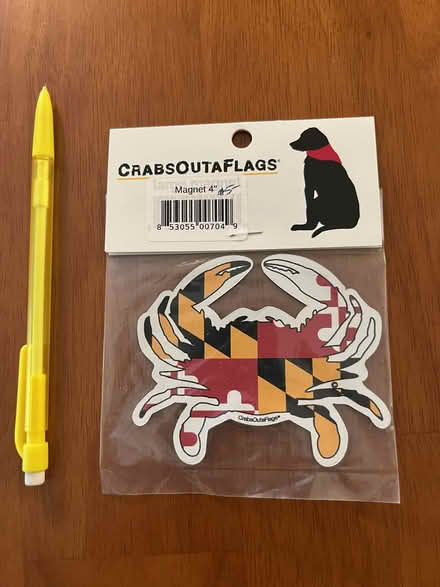 CRABSOUTAFLAGS®
Magnet 4" $5
8 53055 00704 9
CrabsOutaFlags®